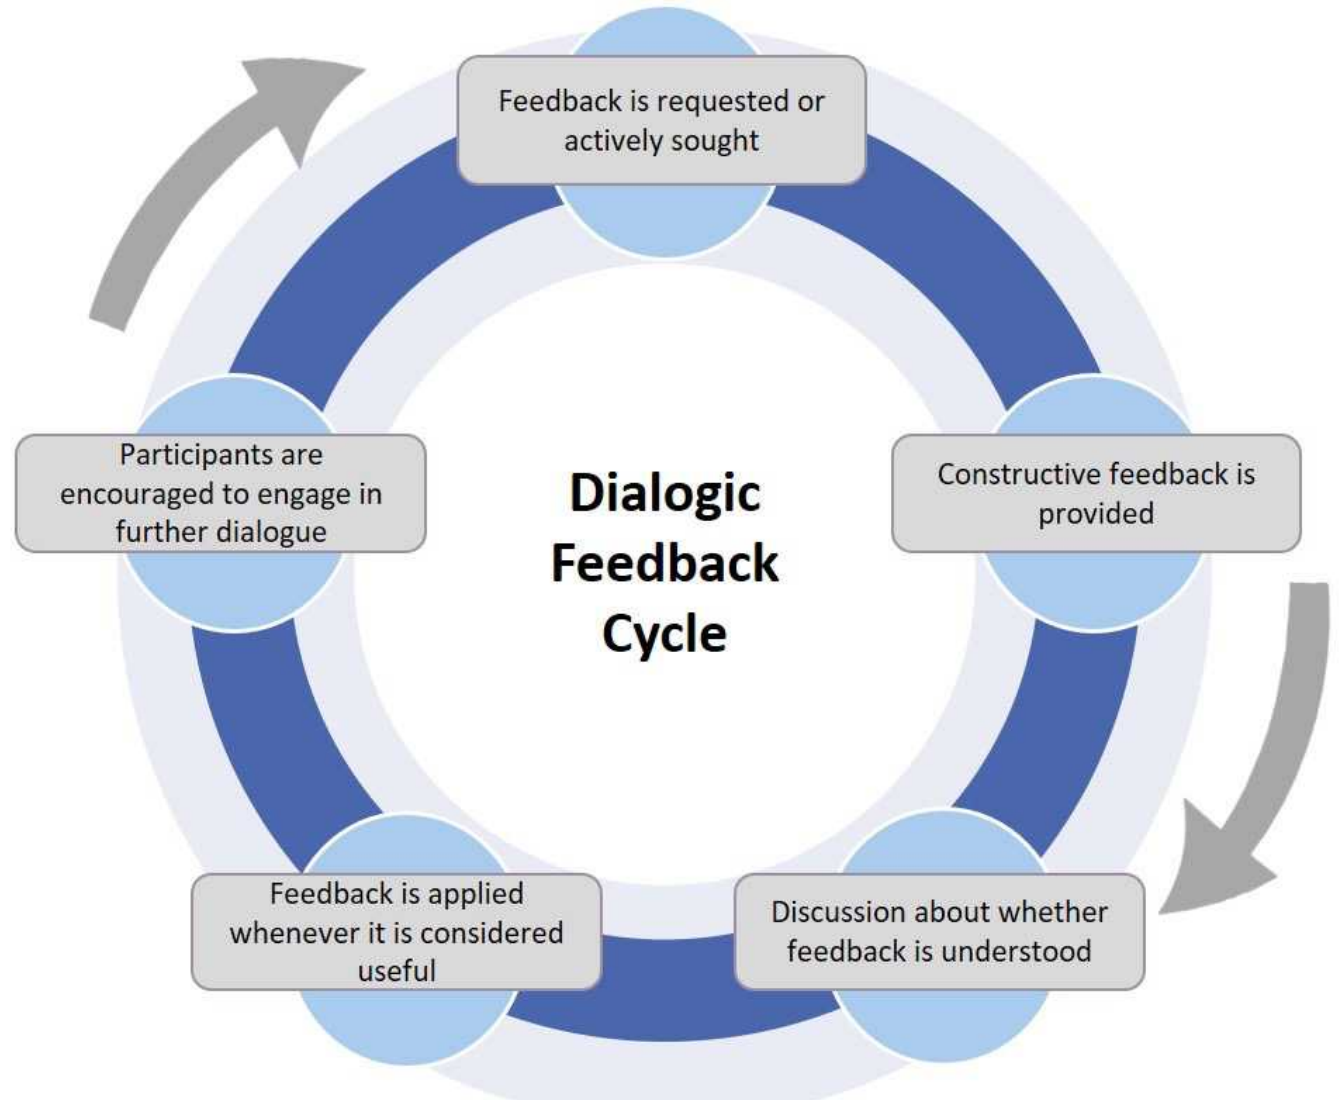 Feedback is requested or
actively sought
Constructive feedback is
provided
Discussion about whether
feedback is understood
Feedback is applied
whenever it is considered
useful
Participants are
encouraged to engage in
further dialogue
Dialogic
Feedback
Cycle